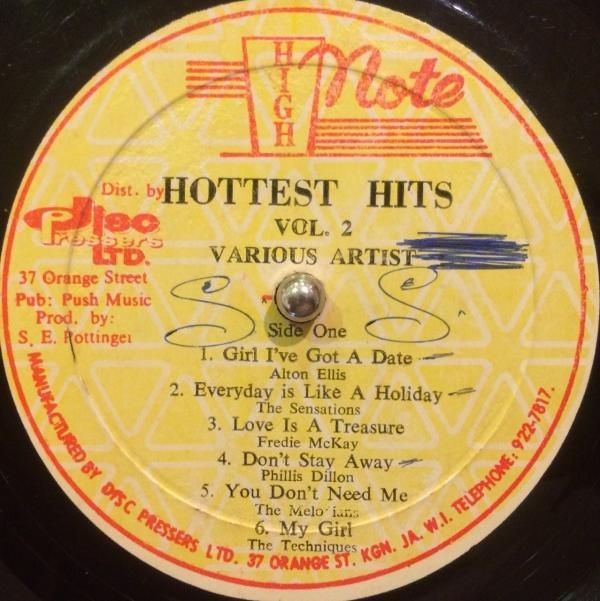 HIGH Note
Dist. by
Disc
Pressers
LTD.
37 Orange Street
Pub: Push Music
Prod. by:
S. E. Pottinger
HOTTEST HITS
VOL. 2
VARIOUS ARTIST
S S
Side One
1. Girl I've Got A Date
Alton Ellis
2. Everyday is Like A Holiday
The Sensations
3. Love Is A Treasure
Fredie McKay
4. Don't Stay Away
Phillis Dillon
5. You Don't Need Me
The Melodians
6. My Girl
The Techniques
MANUFACTURED BY DISC PRESSERS LTD. 37 ORANGE ST. KGN. JA. W.I. TELEPHONE: 922-7817.